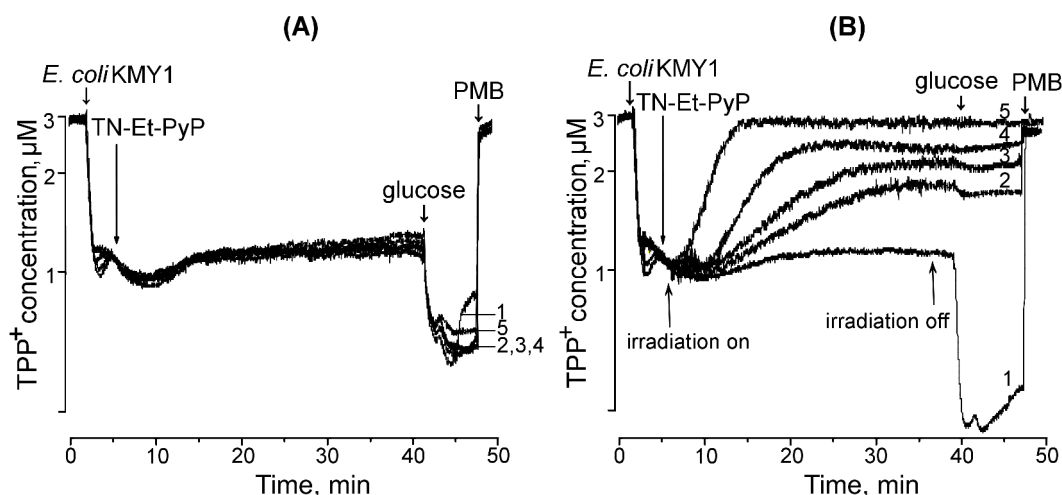 (A)
E. coli KMY1
TN-Et-PyP
PMB
glucose
3
2
1
TPP+ concentration, µM
1
5
2,3,4
0
10
20
30
40
50
Time, min
(B)
E. coli KMY1
TN-Et-PyP
glucose
PMB
5
4
3
2
1
3
2
1
TPP+ concentration, µM
irradiation on
irradiation off
0
10
20
30
40
50
Time, min